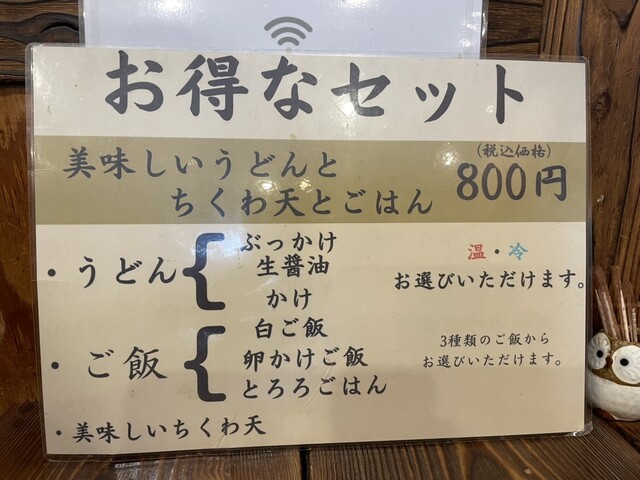 お得なセット
美味しいうどんと
ちくわ天とごはん
(税込価格)
800円
・うどん{
ぶっかけ
生醤油
かけ
温・冷
お選びいただけます。
・ご飯{
白ご飯
卵かけご飯
とろろごはん
3種類のご飯から
お選びいただけます。
・美味しいちくわ天